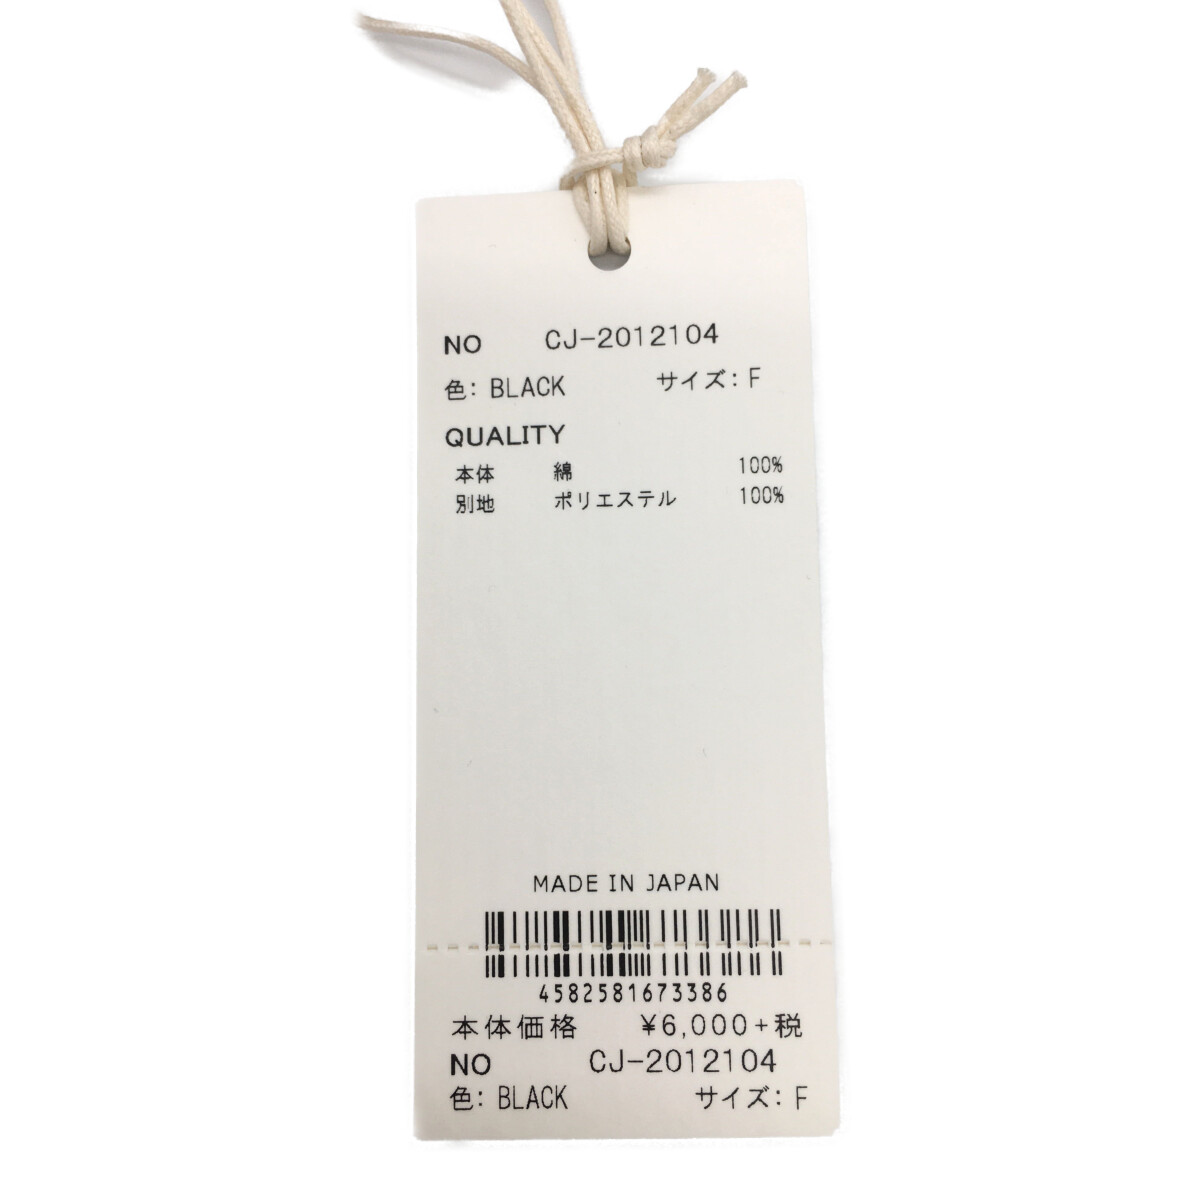 NO CJ-2012104
色: BLACK サイズ: F
QUALITY
本体 綿 100%
別地 ポリエステル 100%
MADE IN JAPAN
4582581673386
本体価格 ¥6,000+税
NO CJ-2012104
色: BLACK サイズ: F